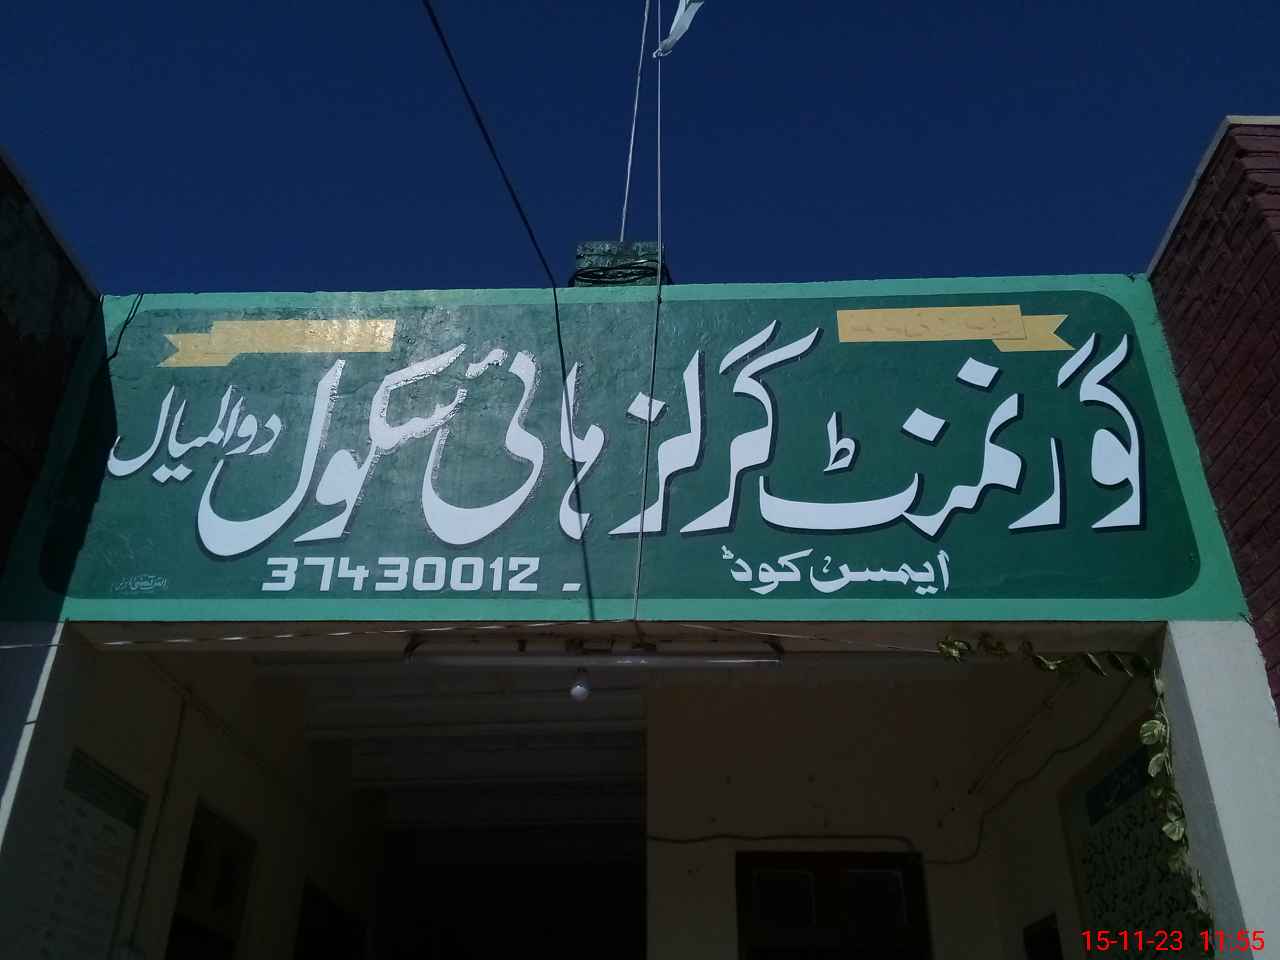 گورنمنٹ گرلز ہائی سکول دوالمیال
ایمس کوڈ - 37430012
15-11-23 11:55